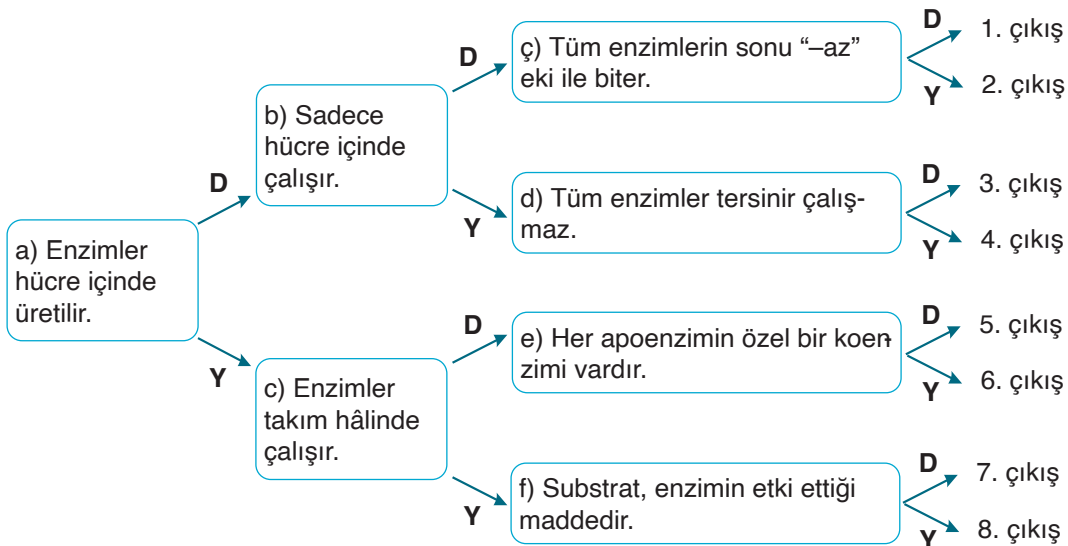 a) Enzimler
hücre içinde
üretilir.
D
Y
b) Sadece
hücre içinde
çalışır.
D
Y
c) Enzimler
takım hâlinde
çalışır.
D
Y
ç) Tüm enzimlerin sonu “–az”
eki ile biter.
D
1. çıkış
Y
2. çıkış
d) Tüm enzimler tersinir çalış-
maz.
D
3. çıkış
Y
4. çıkış
e) Her apoenzimin özel bir koen-
zimi vardır.
D
5. çıkış
Y
6. çıkış
f) Substrat, enzimin etki ettiği
maddedir.
D
7. çıkış
Y
8. çıkış